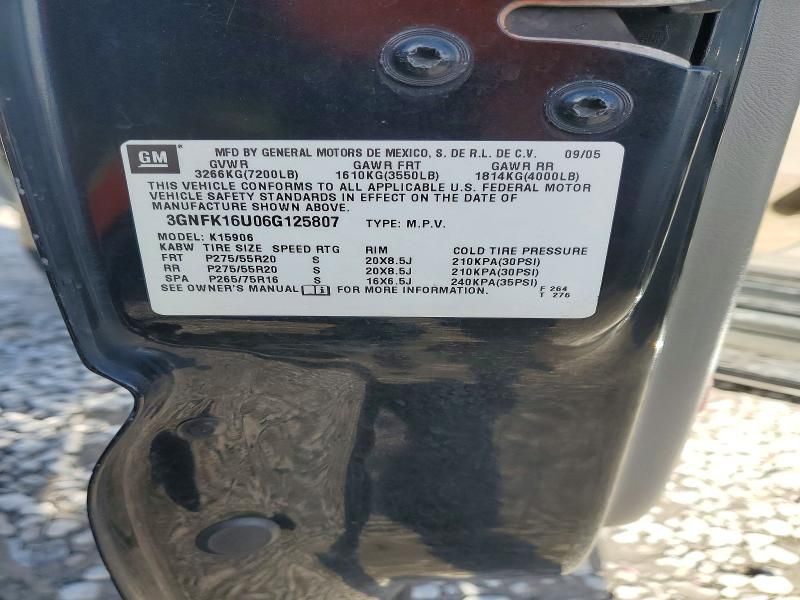 GM® MFD BY GENERAL MOTORS DE MEXICO, S. DE R.L. DE C.V. 09/05
GVWR GAWR FRT GAWR RR
3266KG(7200LB) 1610KG(3550LB) 1814KG(4000LB)
THIS VEHICLE CONFORMS TO ALL APPLICABLE U.S. FEDERAL MOTOR
VEHICLE SAFETY STANDARDS IN EFFECT ON THE DATE OF
MANUFACTURE SHOWN ABOVE.
3GNFK16U06G125807 TYPE: M.P.V.
MODEL: K15906
KABW TIRE SIZE SPEED RTG RIM COLD TIRE PRESSURE
FRT P275/55R20 S 20X8.5J 210KPA(30PSI)
RR P275/55R20 S 20X8.5J 210KPA(30PSI)
SPA P265/75R16 S 16X6.5J 240KPA(35PSI)
SEE OWNER'S MANUAL FOR MORE INFORMATION. F 264
T 276